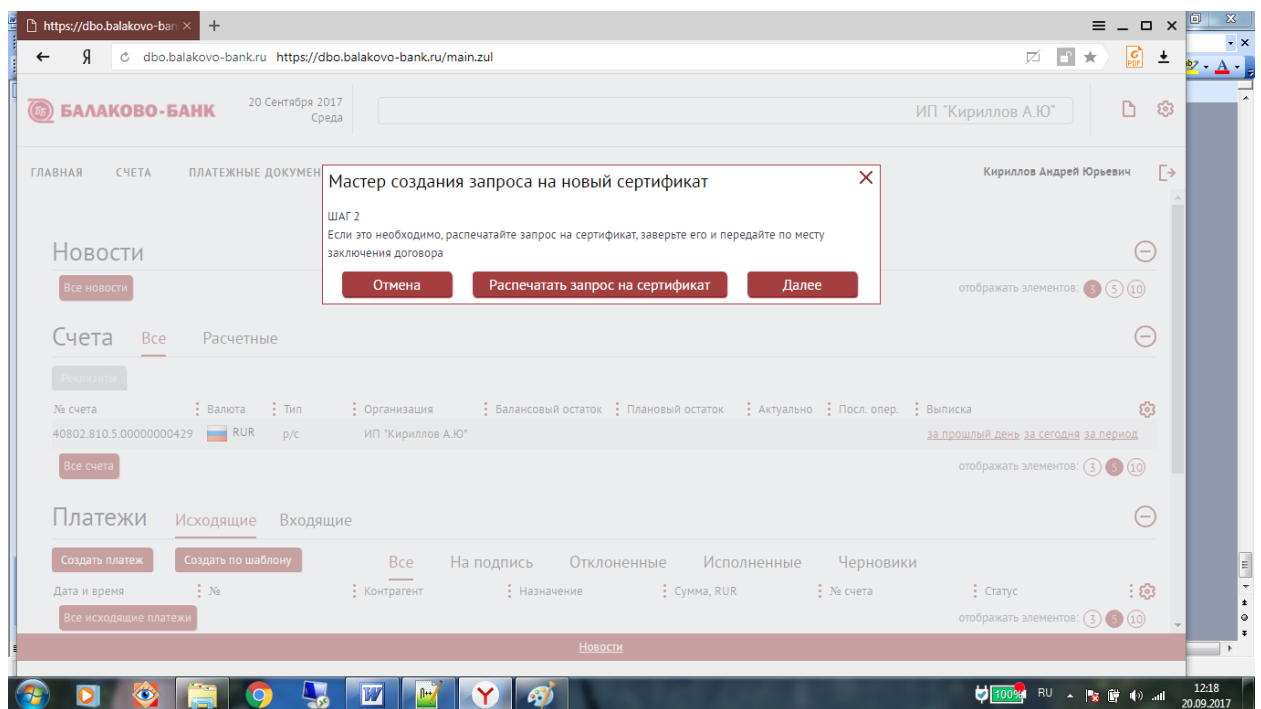 https://dbo.balakovo-ban
dbo.balakovo-bank.ru https://dbo.balakovo-bank.ru/main.zul
БАЛАКОВО-БАНК
20 Сентября 2017
Среда
ИП "Кириллов А.Ю"
ГЛАВНАЯ СЧЕТА ПЛАТЕЖНЫЕ ДОКУМЕН
Кириллов Андрей Юрьевич
Мастер создания запроса на новый сертификат
ШАГ 2
Если это необходимо, распечатайте запрос на сертификат, заверьте его и передайте по месту
заключения договора
Отмена Распечатать запрос на сертификат Далее
Новости
Все новости
отображать элементов: 3 5 10
Счета Все Расчетные
Реквизиты
№ счета Валюта Тип Организация Балансовый остаток Плановый остаток Актуально Посл. опер. Выписка
40802.810.5.00000000429 RUR р/с ИП "Кириллов А.Ю" за прошлый день за сегодня за период
Все счета
отображать элементов: 3 5 10
Платежи Исходящие Входящие
Создать платеж Создать по шаблону Все На подпись Отклоненные Исполненные Черновики
Дата и время № Контрагент Назначение Сумма, RUR № счета Статус
Все исходящие платежи
отображать элементов: 3 5 10
Новости
100% RU 12:18
20.09.2017